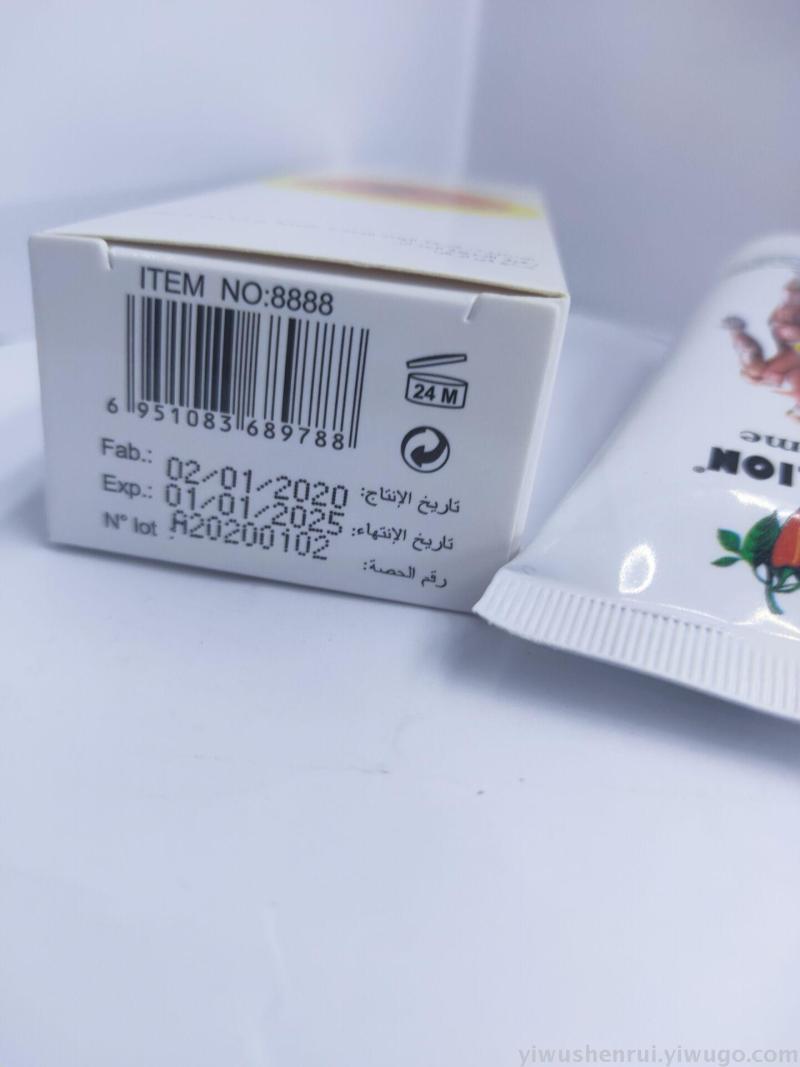 ITEM NO:8888
6 951083 689788
24 M
Fab.: 02/01/2020 تاريخ الإنتاج:
Exp.: 01/01/2025 تاريخ الإنتهاء:
N° lot : A20200102 رقم الحصة:
LION®
yiwushenrui.yiwugo.com